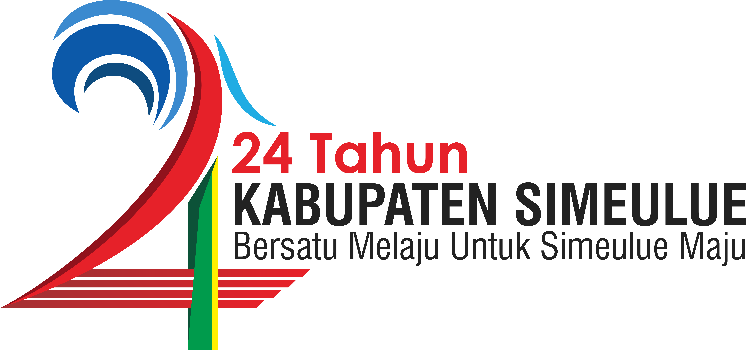 24 Tahun
KABUPATEN SIMEULUE
Bersatu Melaju Untuk Simeulue Maju